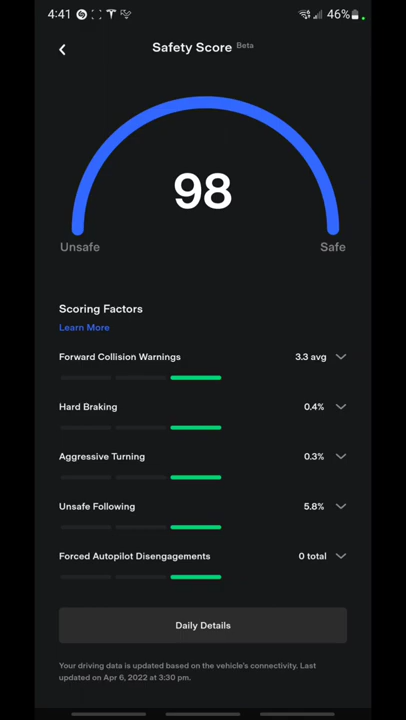 4:41
46%
Safety Score Beta
98
Unsafe
Safe
Scoring Factors
Learn More
Forward Collision Warnings 3.3 avg
Hard Braking 0.4%
Aggressive Turning 0.3%
Unsafe Following 5.8%
Forced Autopilot Disengagements 0 total
Daily Details
Your driving data is updated based on the vehicle's connectivity. Last
updated on Apr 6, 2022 at 3:30 pm.